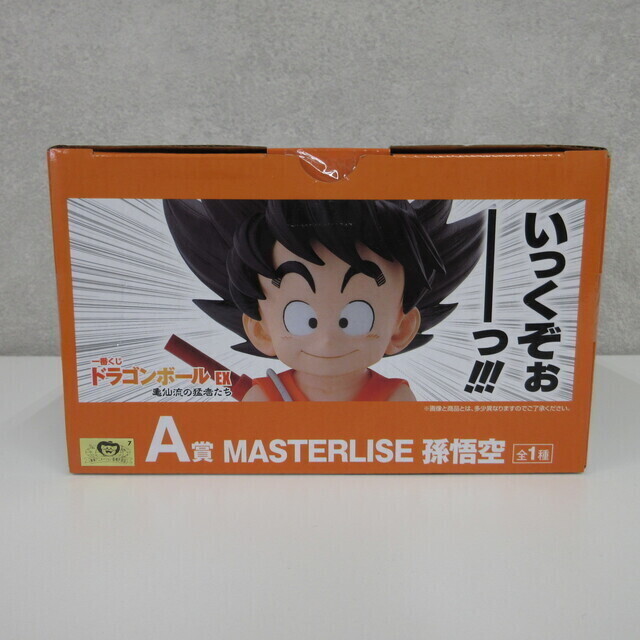 いっくぞぉ
――っ!!!
一番くじ
ドラゴンボールEX
亀仙流の猛者たち
※画像と商品とは、多少異なりますのでご了承ください。
7
A賞 MASTERLISE 孫悟空 全1種